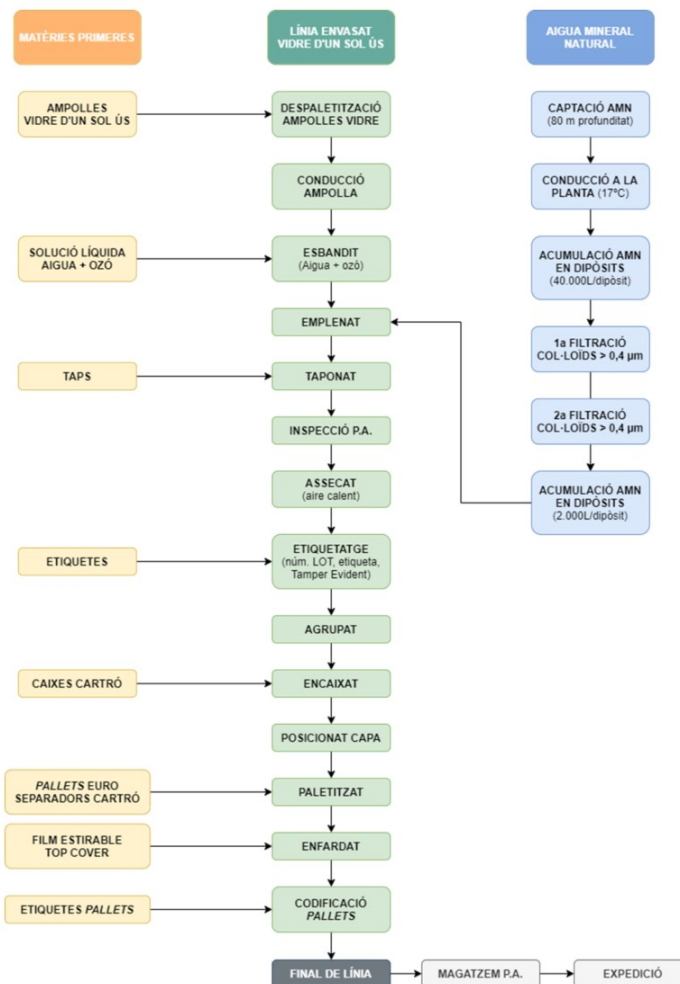 MATÈRIES PRIMERES
LÍNIA ENVASAT
VIDRE D'UN SOL ÚS
AIGUA MINERAL
NATURAL
AMPOLLES
VIDRE D'UN SOL ÚS
DESPALETITZACIÓ
AMPOLLES VIDRE
CAPTACIÓ AMN
(80 m profunditat)
CONDUCCIÓ
AMPOLLA
CONDUCCIÓ A LA
PLANTA (17ºC)
SOLUCIÓ LÍQUIDA
AIGUA + OZÓ
ESBANDIT
(Aigua + ozò)
ACUMULACIÓ AMN
EN DIPÒSITS
(40.000L/dipòsit)
EMPLENAT
1a FILTRACIÓ
COL·LOÏDS > 0,4 µm
TAPS
TAPONAT
2a FILTRACIÓ
COL·LOÏDS > 0,4 µm
INSPECCIÓ P.A.
ASSECAT
(aire calent)
ACUMULACIÓ AMN
EN DIPÒSITS
(2.000L/dipòsit)
ETIQUETES
ETIQUETATGE
(núm. LOT, etiqueta,
Tamper Evident)
AGRUPAT
CAIXES CARTRÓ
ENCAIXAT
POSICIONAT CAPA
PALLETS EURO
SEPARADORS CARTRÓ
PALETITZAT
FILM ESTIRABLE
TOP COVER
ENFARDAT
ETIQUETES PALLETS
CODIFICACIÓ
PALLETS
FINAL DE LÍNIA
MAGATZEM P.A.
EXPEDICIÓ